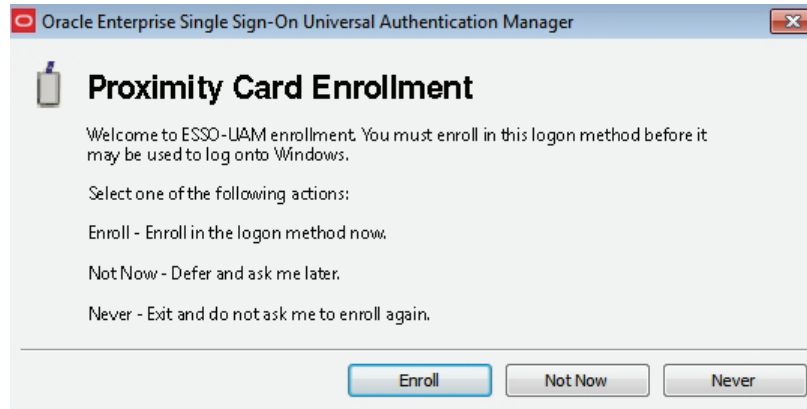 Oracle Enterprise Single Sign-On Universal Authentication Manager
Proximity Card Enrollment
Welcome to ESSO-UAM enrollment. You must enroll in this logon method before it
may be used to log onto Windows.
Select one of the following actions:
Enroll - Enroll in the logon method now.
Not Now - Defer and ask me later.
Never - Exit and do not ask me to enroll again.
Enroll Not Now Never